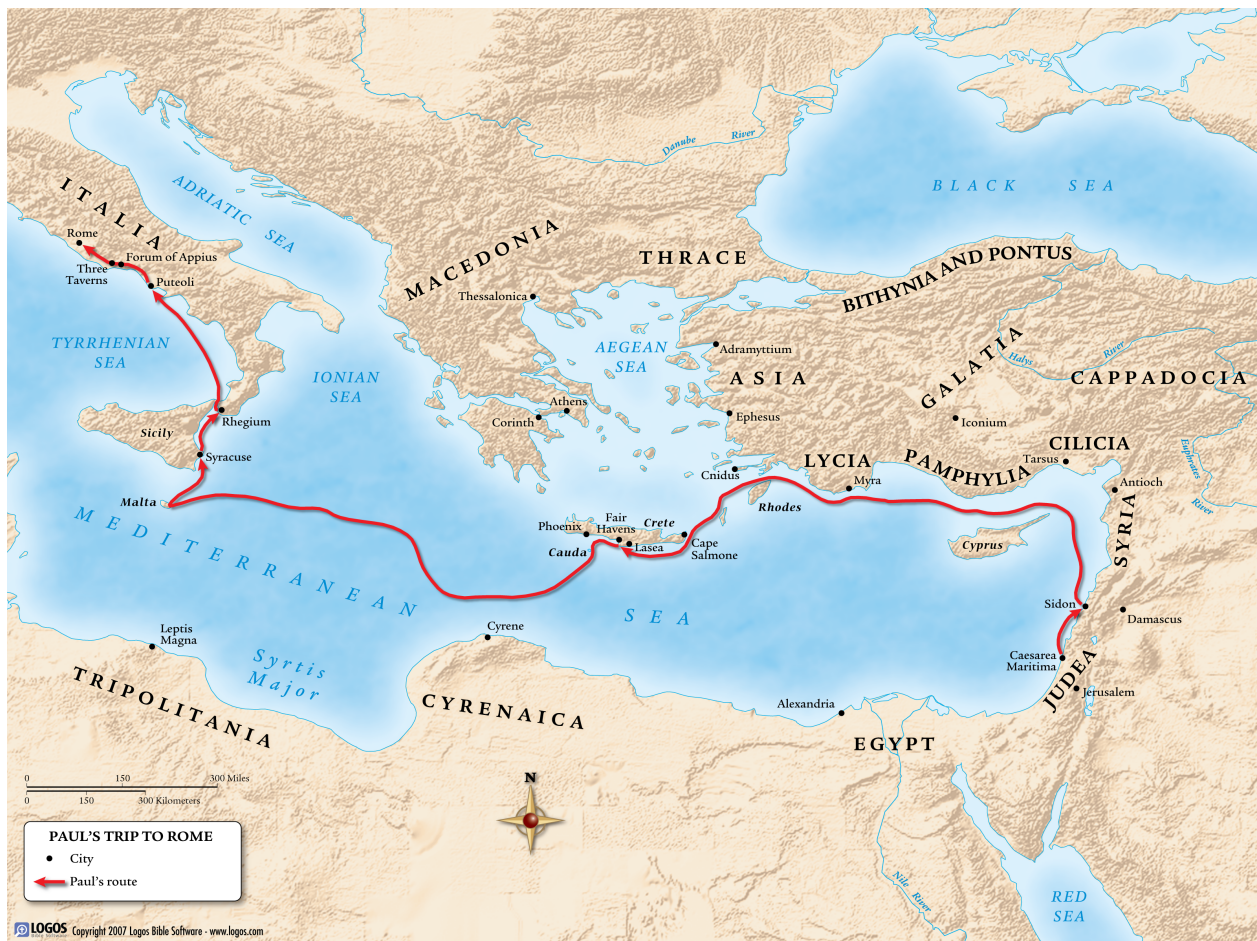 Danube River
BLACK SEA
ADRIATIC SEA
ITALIA
Rome
Three
Taverns
Forum of Appius
Puteoli
MACEDONIA
THRACE
BITHYNIA AND PONTUS
Thessalonica
TYRRHENIAN
SEA
IONIAN
SEA
AEGEAN
SEA
Adramyttium
ASIA
GALATIA
Halys River
CAPPADOCIA
Athens
Corinth
Ephesus
Iconium
Sicily
Rhegium
Syracuse
CILICIA
Tarsus
Euphrates River
Cnidus
LYCIA
PAMPHYLIA
Myra
Antioch
Malta
Rhodes
SYRIA
MEDITERRANEAN SEA
Phoenix
Fair
Havens
Crete
Cauda
Lasea
Cape
Salmone
Cyprus
Sidon
Damascus
Leptis
Magna
Cyrene
Syrtis
Major
Caesarea
Maritima
JUDEA
Jerusalem
TRIPOLITANIA
CYRENAICA
Alexandria
EGYPT
Nile River
RED
SEA
N
0 150 300 Miles
0 150 300 Kilometers
PAUL'S TRIP TO ROME
City
Paul's route
LOGOS Copyright 2007 Logos Bible Software - www.logos.com